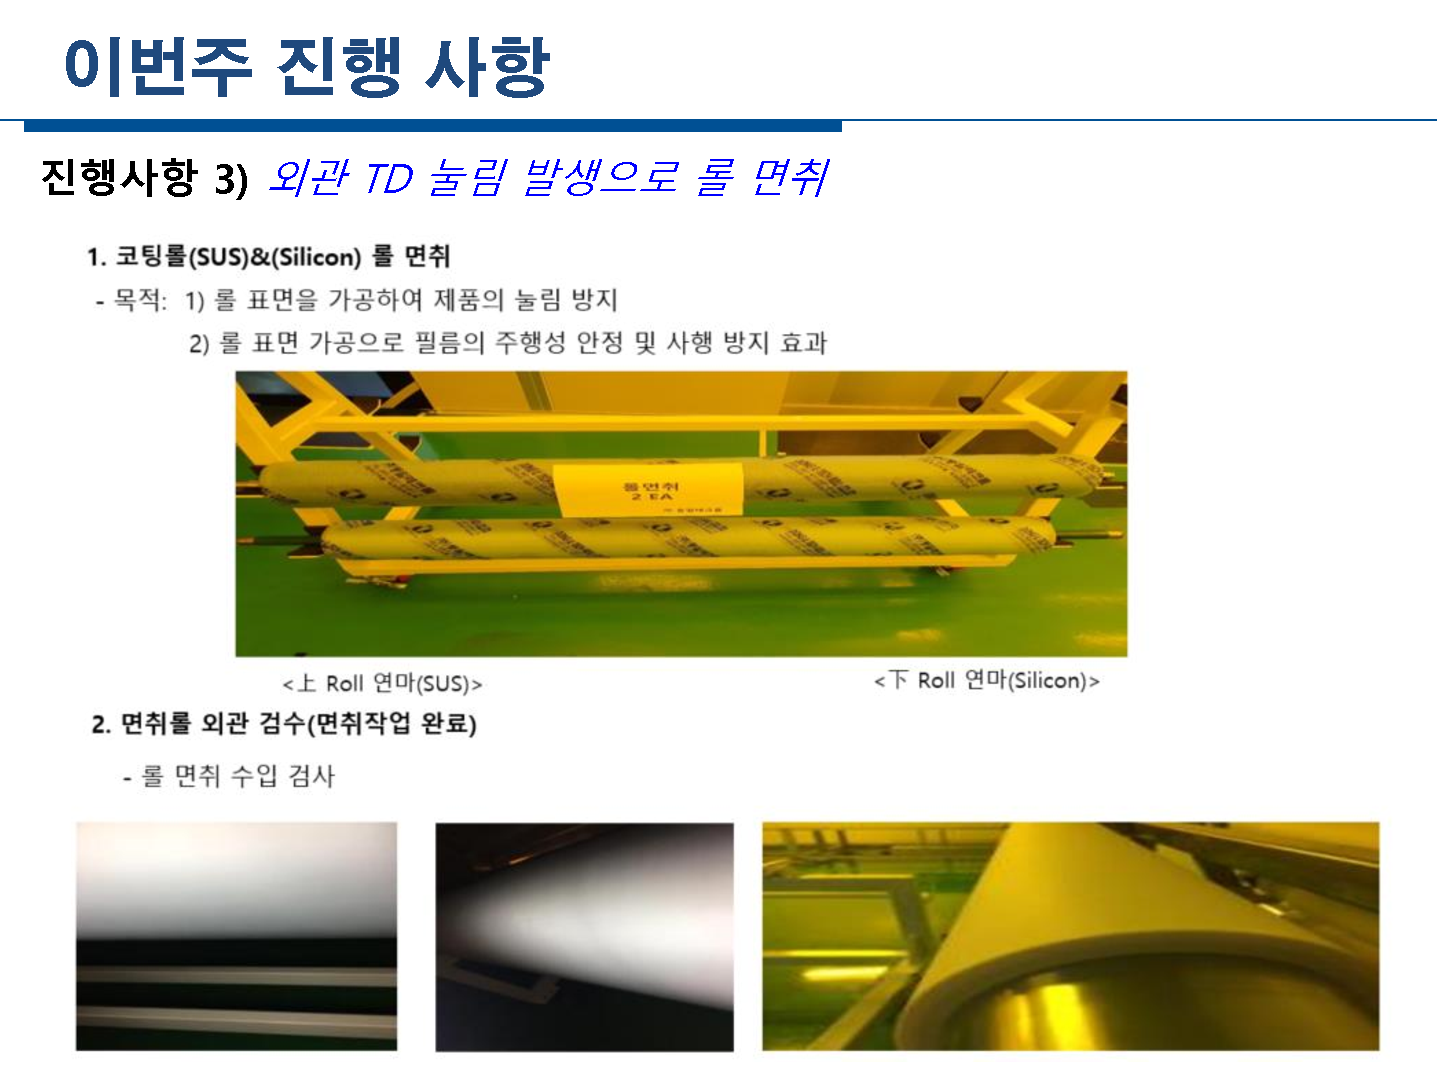 이번주 진행 사항
진행사항 3) 외관 TD 눌림 발생으로 롤 면취
1. 코팅롤(SUS)&(Silicon) 롤 면취
- 목적: 1) 롤 표면을 가공하여 제품의 눌림 방지
2) 롤 표면 가공으로 필름의 주행성 안정 및 사행 방지 효과
롤면취
2 EA
<上 Roll 연마(SUS)>
<下 Roll 연마(Silicon)>
2. 면취롤 외관 검수(면취작업 완료)
- 롤 면취 수입 검사